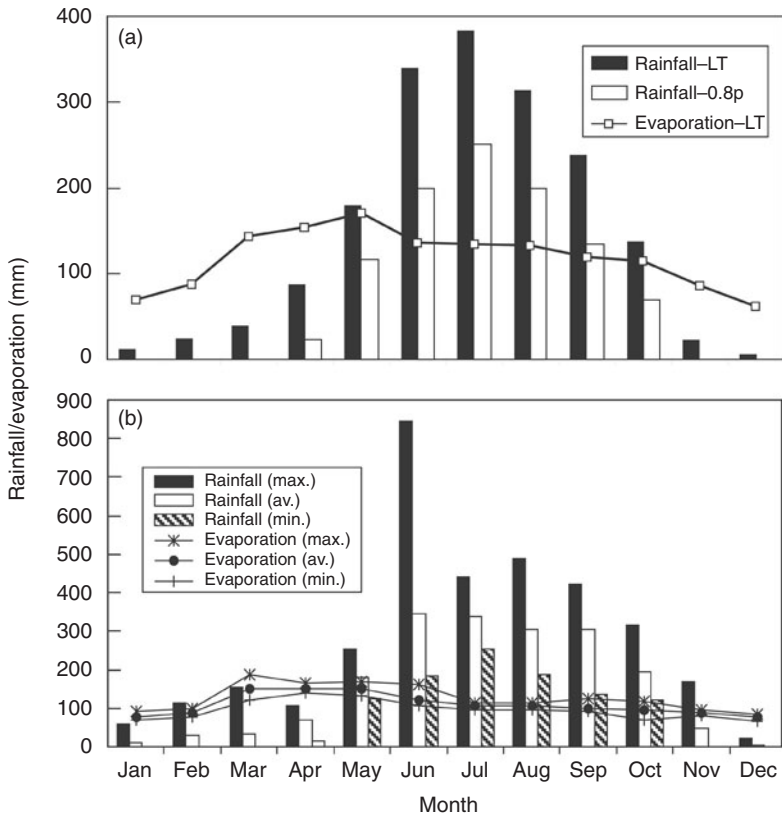 (a)
Rainfall–LT
Rainfall–0.8p
Evaporation–LT
400
300
200
100
0
Rainfall/evaporation (mm)
(b)
Rainfall (max.)
Rainfall (av.)
Rainfall (min.)
Evaporation (max.)
Evaporation (av.)
Evaporation (min.)
900
800
700
600
500
400
300
200
100
0
Jan Feb Mar Apr May Jun Jul Aug Sep Oct Nov Dec
Month